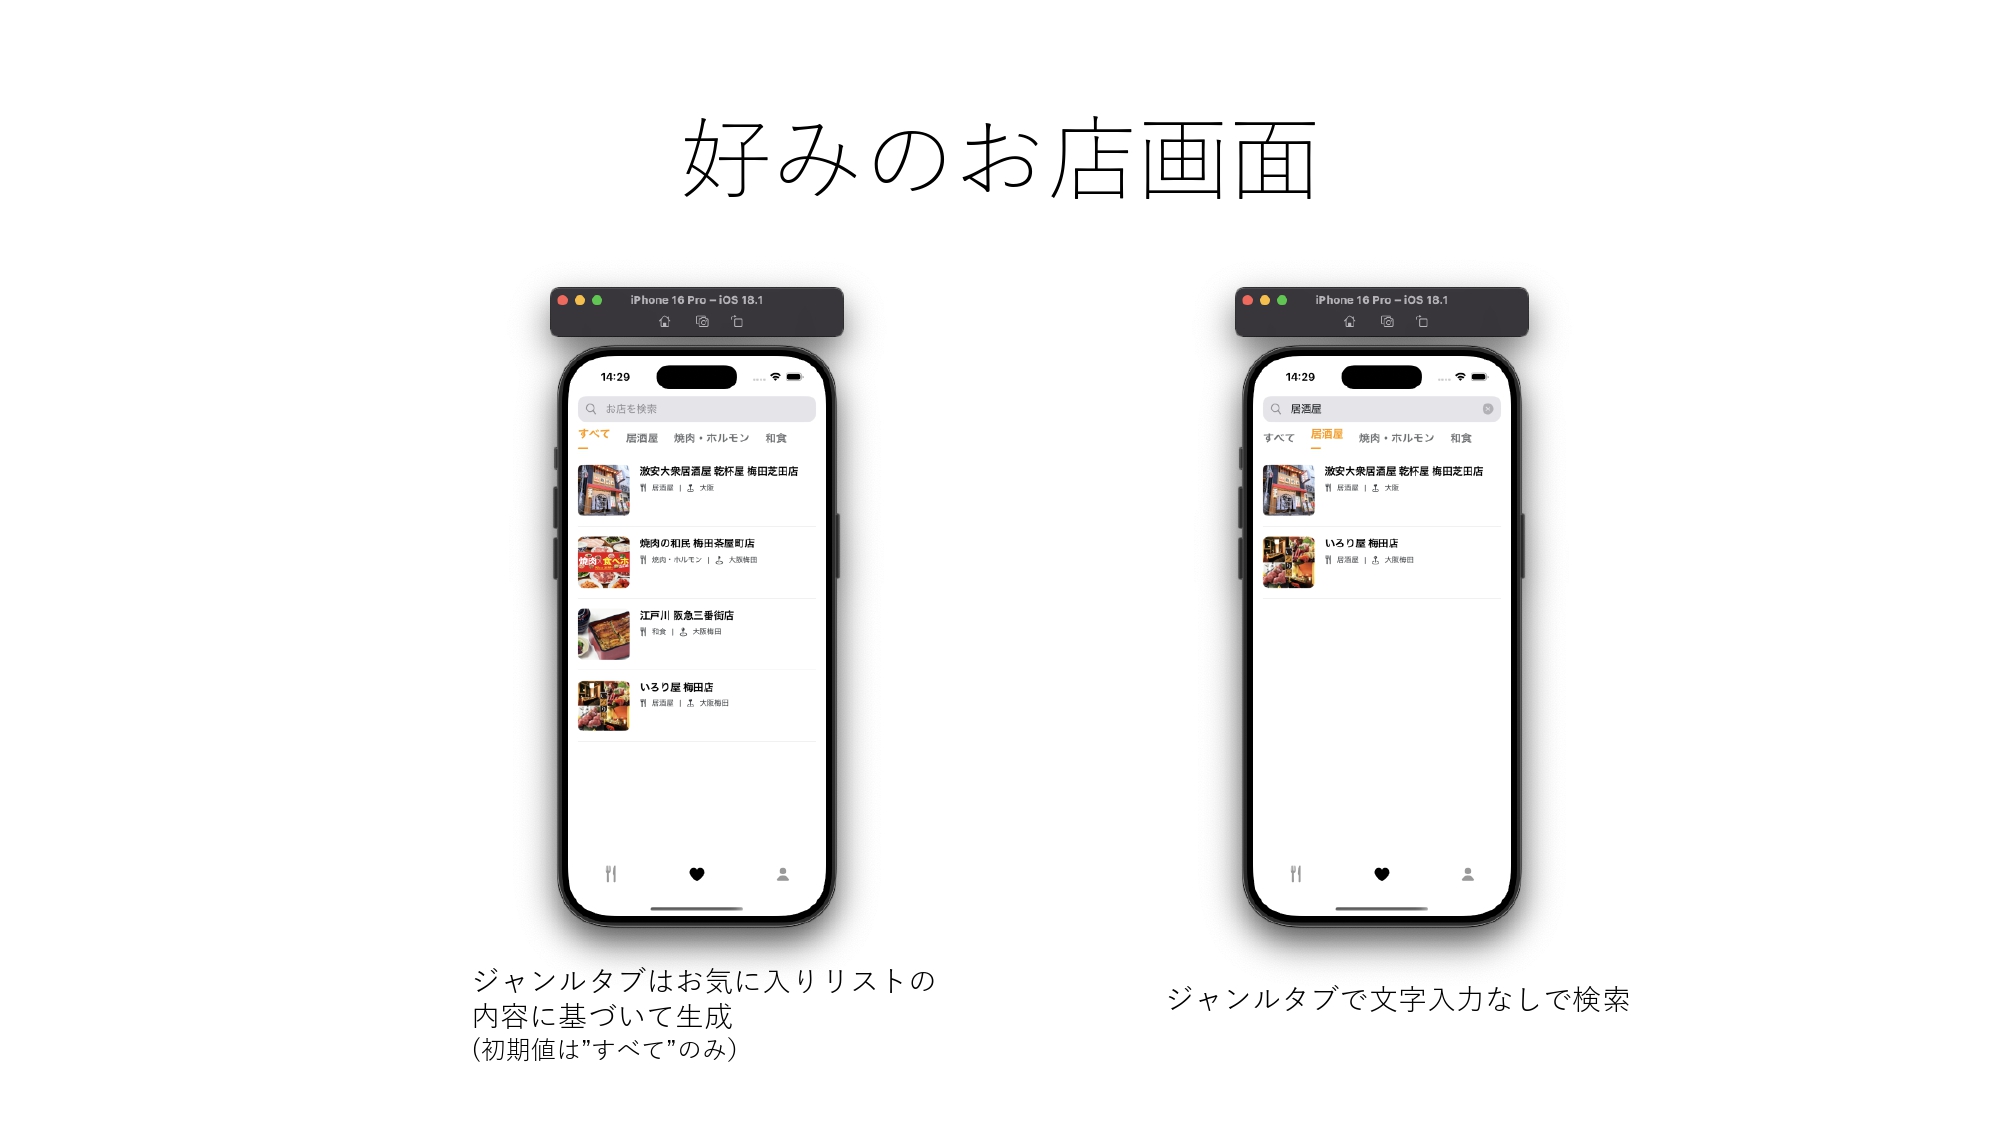 好みのお店画面
iPhone 16 Pro – iOS 18.1
14:29
お店を検索
すべて 居酒屋 焼肉・ホルモン 和食
激安大衆居酒屋 乾杯屋 梅田芝田店
居酒屋 | 大阪
焼肉の和民 梅田茶屋町店
焼肉・ホルモン | 大阪梅田
江戸川 阪急三番街店
和食 | 大阪梅田
いろり屋 梅田店
居酒屋 | 大阪梅田
ジャンルタブはお気に入りリストの
内容に基づいて生成
(初期値は”すべて”のみ)
iPhone 16 Pro – iOS 18.1
14:29
居酒屋
すべて 居酒屋 焼肉・ホルモン 和食
激安大衆居酒屋 乾杯屋 梅田芝田店
居酒屋 | 大阪
いろり屋 梅田店
居酒屋 | 大阪梅田
ジャンルタブで文字入力なしで検索